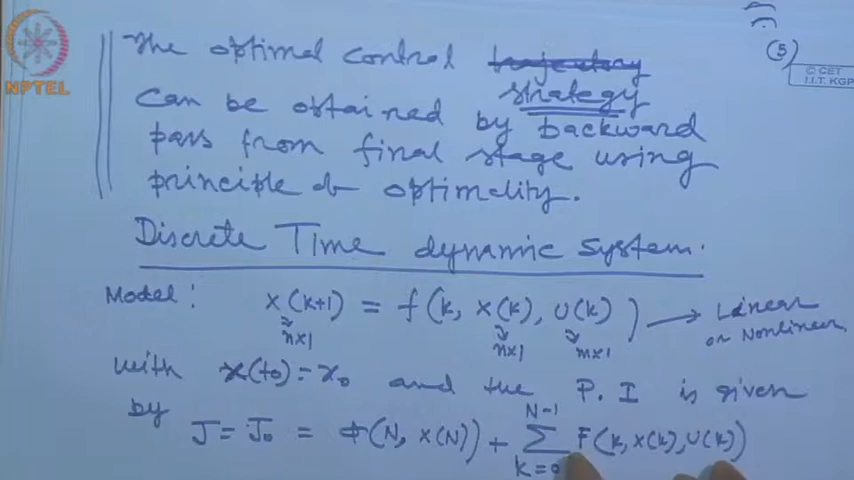 (5)
© CET
I.I.T. KGP
NPTEL
The optimal control trajectory
strategy
can be obtained by backward
pass from final stage using
principle of optimality.
Discrete Time dynamic system.
Model: x(k+1) = f(k, x(k), u(k)) → Linear
or Nonlinear
n×1 n×1 m×1
with x(t0) = x0 and the P.I is given
by J = J0 = Φ(N, x(N)) + ∑_{k=0}^{N-1} F(k, x(k), u(k))